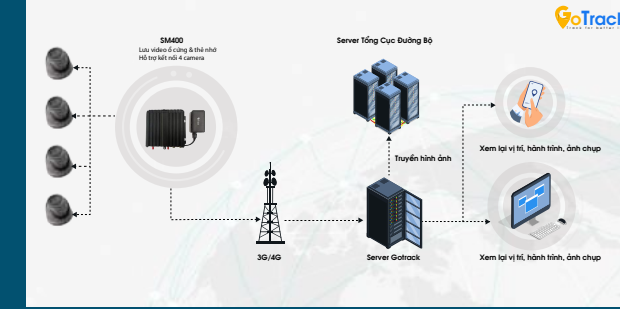 GoTrack
SM400
Lưu video ổ cứng & thẻ nhớ
Hỗ trợ kết nối 4 camera
Server Tổng Cục Đường Bộ
Xem lại vị trí, hành trình, ảnh chụp
Truyền hình ảnh
3G/4G
Server Gotrack
Xem lại vị trí, hành trình, ảnh chụp